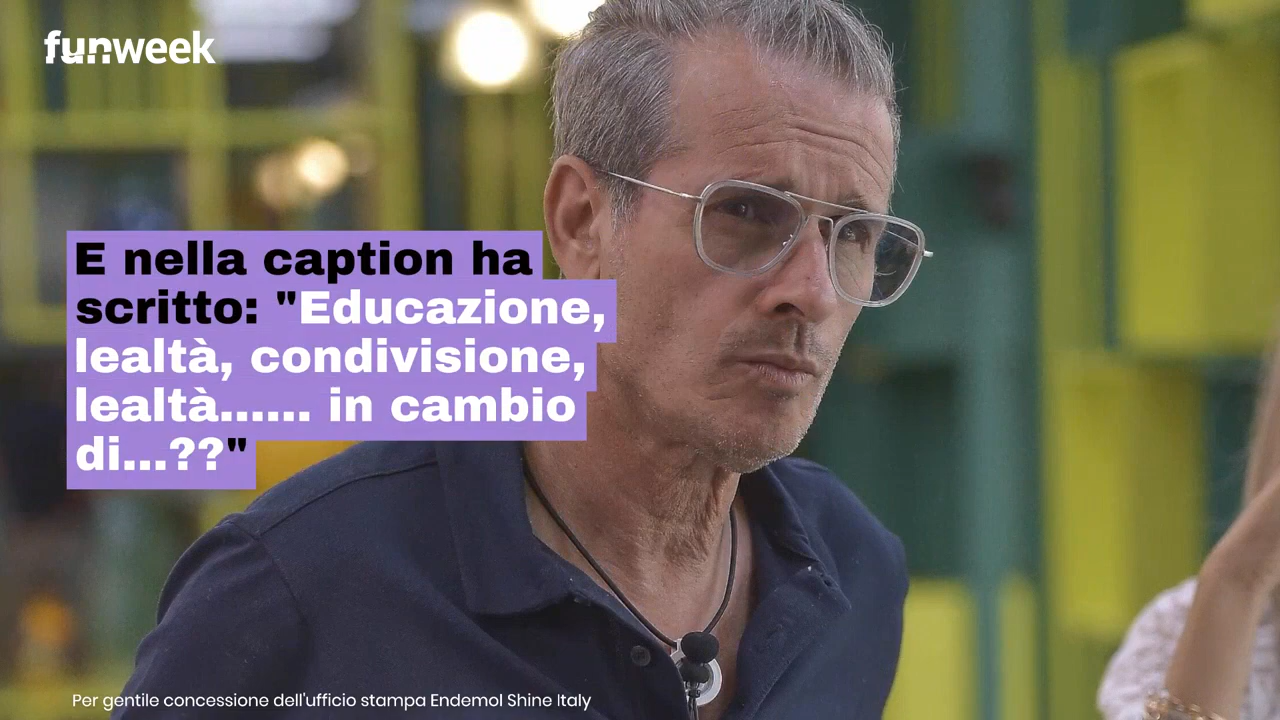 funweek
E nella caption ha
scritto: "Educazione,
lealtà, condivisione,
lealtà...... in cambio
di...??"
Per gentile concessione dell'ufficio stampa Endemol Shine Italy